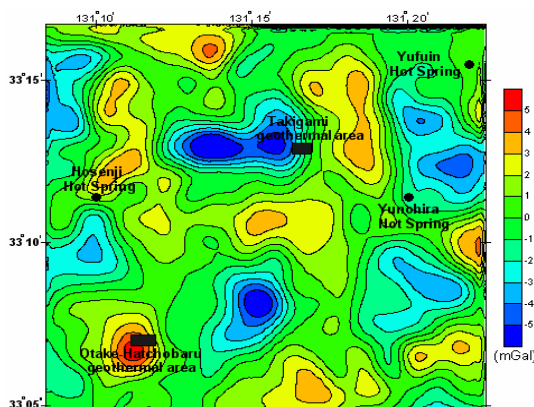 131.10˚
131.15˚
131.20˚
33˚15'
33˚10'
33˚05'
Yufuin
Hot Spring
Takigami
geothermal area
Hosenji
Hot Spring
Yunohira
Hot Spring
Otake-Hatchobaru
geothermal area
5
4
3
2
1
0
-1
-2
-3
-4
-5
(mGal)